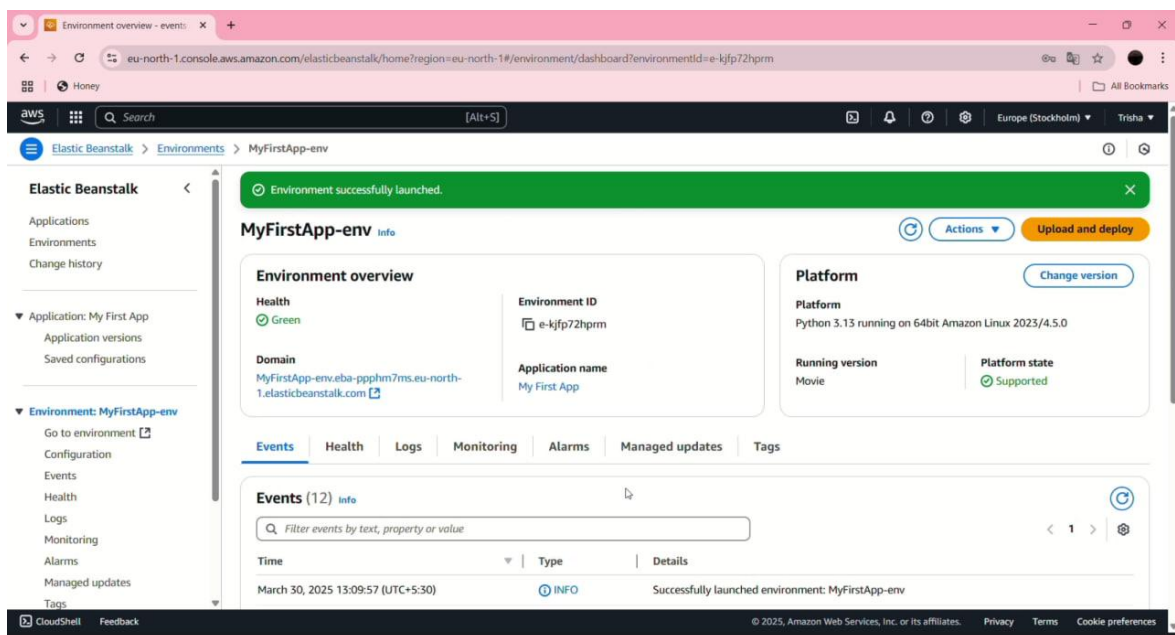 Environment overview - events
eu-north-1.console.aws.amazon.com/elasticbeanstalk/home?region=eu-north-1#/environment/dashboard?environmentId=e-kjfp72hprm
Honey
All Bookmarks
aws
Search
[Alt+S]
Europe (Stockholm)
Trisha
Elastic Beanstalk > Environments > MyFirstApp-env
Elastic Beanstalk
Applications
Environments
Change history
Application: My First App
Application versions
Saved configurations
Environment: MyFirstApp-env
Go to environment
Configuration
Events
Health
Logs
Monitoring
Alarms
Managed updates
Tags
Environment successfully launched.
MyFirstApp-env Info
Actions
Upload and deploy
Environment overview
Health
Green
Domain
MyFirstApp-env.eba-ppphm7ms.eu-north-
1.elasticbeanstalk.com
Environment ID
e-kjfp72hprm
Application name
My First App
Platform
Change version
Platform
Python 3.13 running on 64bit Amazon Linux 2023/4.5.0
Running version
Movie
Platform state
Supported
Events Health Logs Monitoring Alarms Managed updates Tags
Events (12) Info
Filter events by text, property or value
1
Time Type Details
March 30, 2025 13:09:57 (UTC+5:30) INFO Successfully launched environment: MyFirstApp-env
CloudShell Feedback
© 2025, Amazon Web Services, Inc. or its affiliates. Privacy Terms Cookie preferences